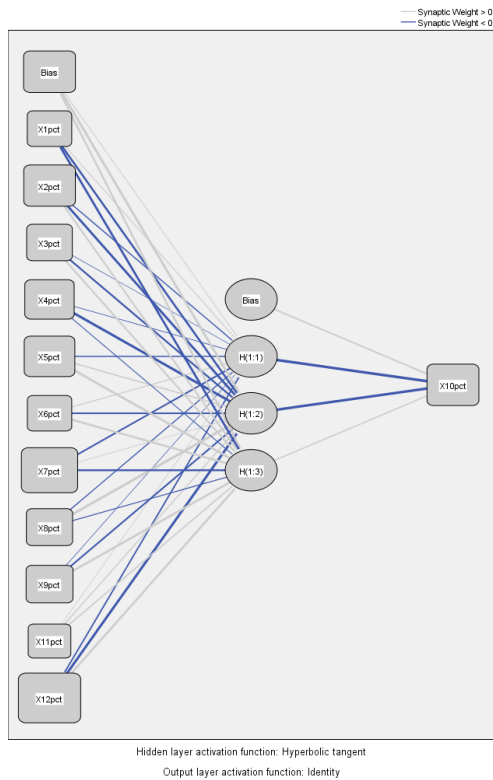 Synaptic Weight > 0
Synaptic Weight < 0
Bias
X1pct
X2pct
X3pct
X4pct
X5pct
X6pct
X7pct
X8pct
X9pct
X11pct
X12pct
Bias
H(1:1)
H(1:2)
H(1:3)
X10pct
Hidden layer activation function: Hyperbolic tangent
Output layer activation function: Identity